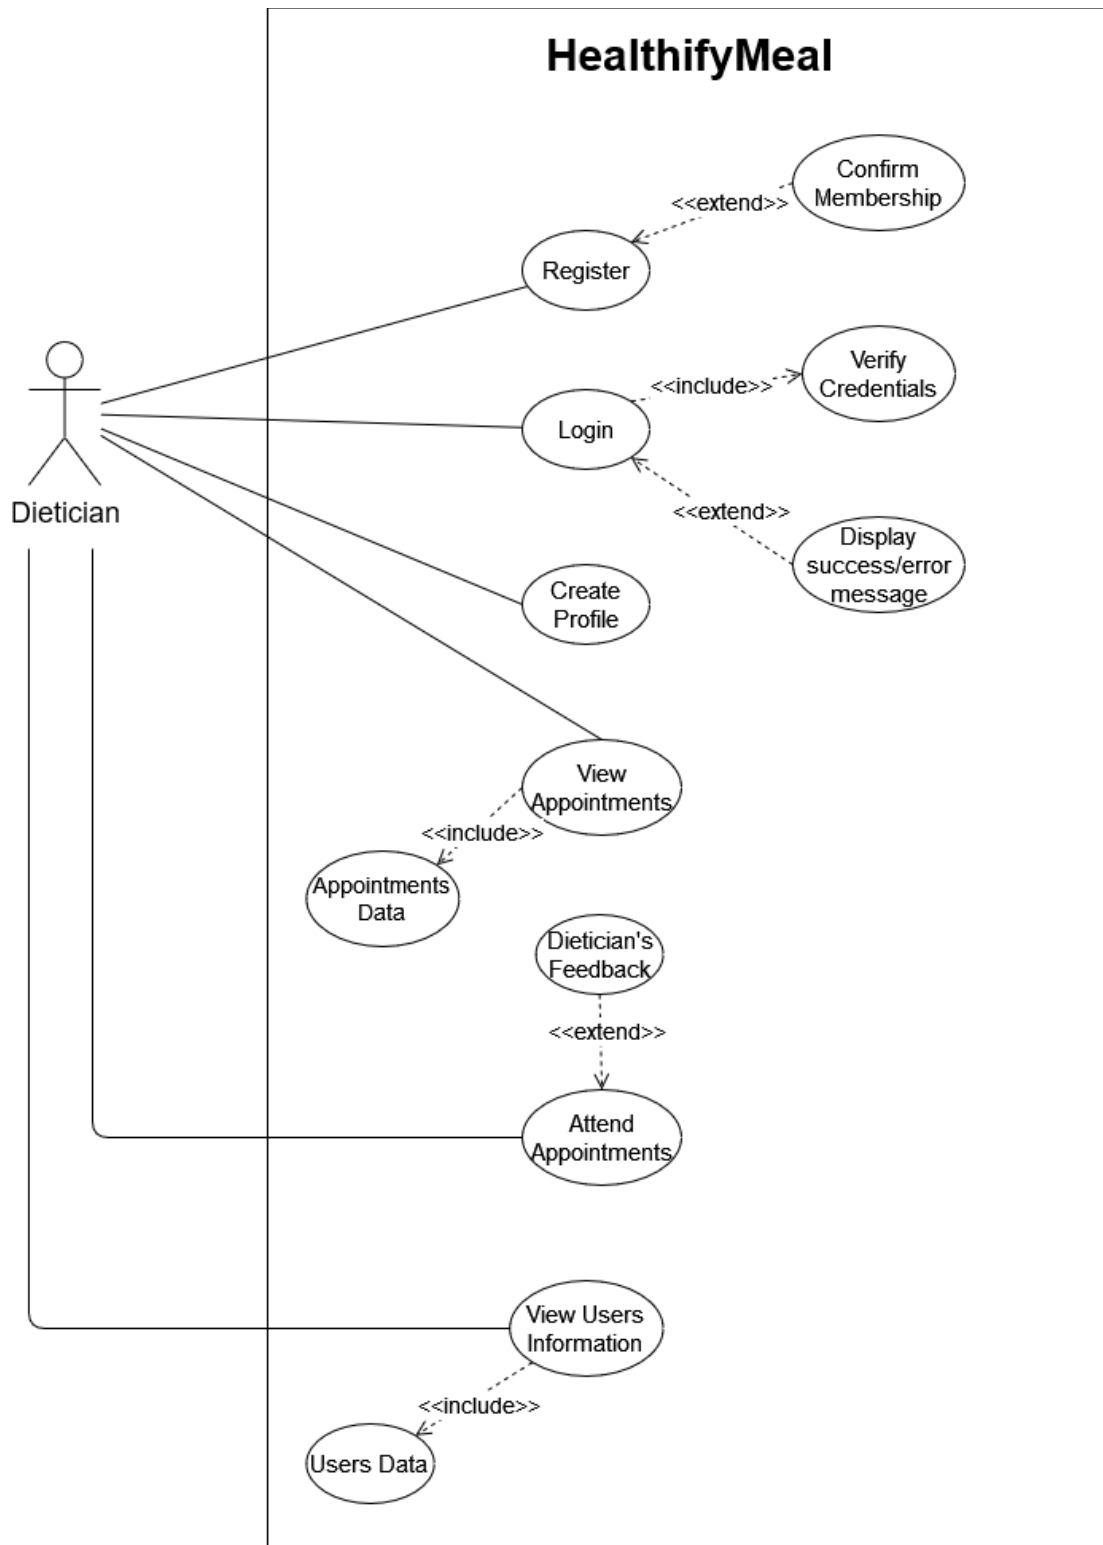 HealthifyMeal
Confirm
Membership
<<extend>>
Register
Verify
Credentials
<<include>>
Login
<<extend>>
Dietician
Display
success/error
message
Create
Profile
View
Appointments
<<include>>
Appointments
Data
Dietician's
Feedback
<<extend>>
Attend
Appointments
View Users
Information
<<include>>
Users Data